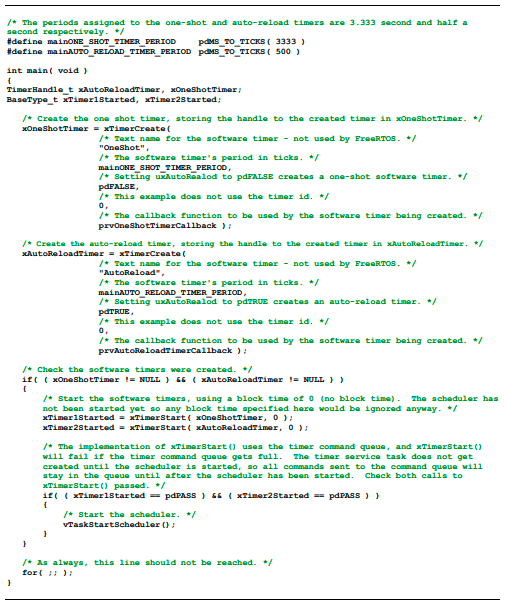 /* The periods assigned to the one-shot and auto-reload timers are 3.333 second and half a
second respectively. */
#define mainONE_SHOT_TIMER_PERIOD     pdMS_TO_TICKS( 3333 )
#define mainAUTO_RELOAD_TIMER_PERIOD  pdMS_TO_TICKS( 500 )
int main( void )
{
TimerHandle_t xAutoReloadTimer, xOneShotTimer;
BaseType_t xTimer1Started, xTimer2Started;
/* Create the one shot timer, storing the handle to the created timer in xOneShotTimer. */
xOneShotTimer = xTimerCreate(
/* Text name for the software timer - not used by FreeRTOS. */
"OneShot",
/* The software timer's period in ticks. */
mainONE_SHOT_TIMER_PERIOD,
/* Setting uxAutoRealod to pdFALSE creates a one-shot software timer. */
pdFALSE,
/* This example does not use the timer id. */
0,
/* The callback function to be used by the software timer being created. */
prvOneShotTimerCallback );
/* Create the auto-reload timer, storing the handle to the created timer in xAutoReloadTimer. */
xAutoReloadTimer = xTimerCreate(
/* Text name for the software timer - not used by FreeRTOS. */
"AutoReload",
/* The software timer's period in ticks. */
mainAUTO_RELOAD_TIMER_PERIOD,
/* Setting uxAutoRealod to pdTRUE creates an auto-reload timer. */
pdTRUE,
/* This example does not use the timer id. */
0,
/* The callback function to be used by the software timer being created. */
prvAutoReloadTimerCallback );
/* Check the software timers were created. */
if( ( xOneShotTimer != NULL ) && ( xAutoReloadTimer != NULL ) )
{
/* Start the software timers, using a block time of 0 (no block time).  The scheduler has
not been started yet so any block time specified here would be ignored anyway. */
xTimer1Started = xTimerStart( xOneShotTimer, 0 );
xTimer2Started = xTimerStart( xAutoReloadTimer, 0 );
/* The implementation of xTimerStart() uses the timer command queue, and xTimerStart()
will fail if the timer command queue gets full.  The timer service task does not get
created until the scheduler is started, so all commands sent to the command queue will
stay in the queue until after the scheduler has been started.  Check both calls to
xTimerStart() passed. */
if( ( xTimer1Started == pdPASS ) && ( xTimer2Started == pdPASS ) )
{
/* Start the scheduler. */
vTaskStartScheduler();
}
}
/* As always, this line should not be reached. */
for( ;; );
}